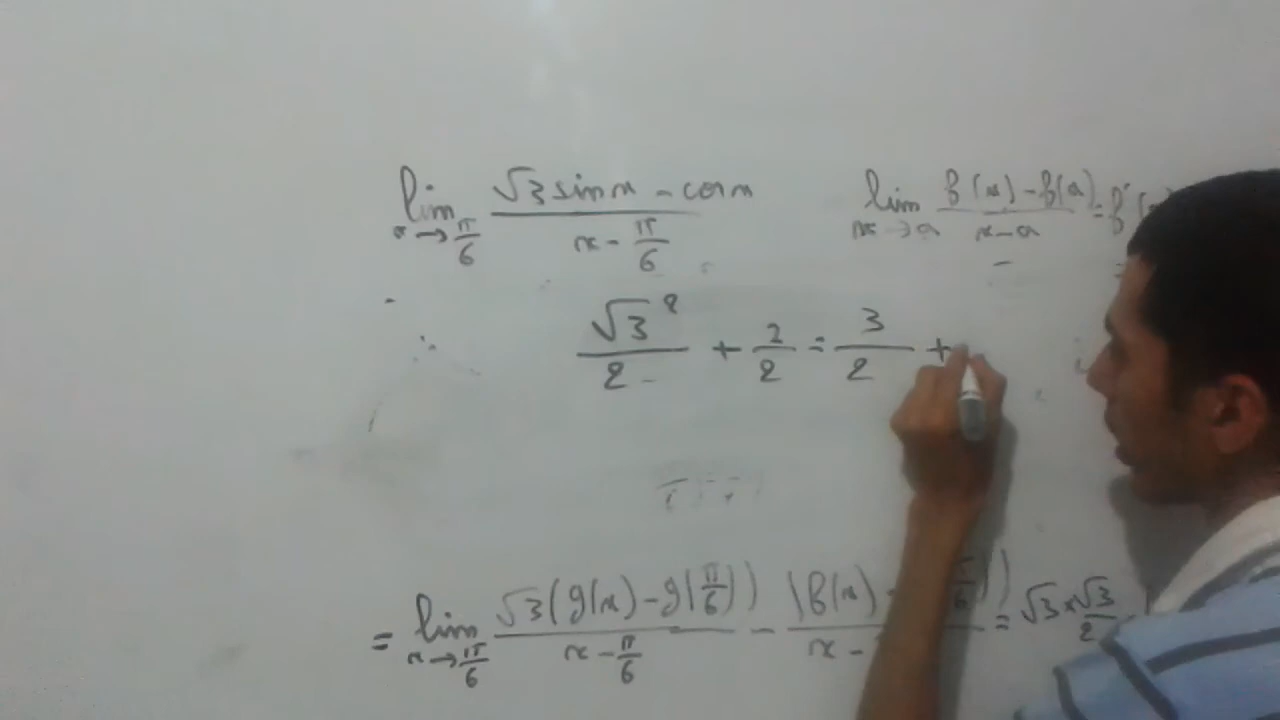 lim x→π/6 (√3 sin x - cos x)/(x - π/6)
lim x→a (f(x) - f(a))/(x - a) = f'
√3²/2 + 2/2 = 3/2 +
= lim x→π/6 √3(g(x) - g(π/6))/(x - π/6) - (f(x) - )/(x - = √3 × √3/2